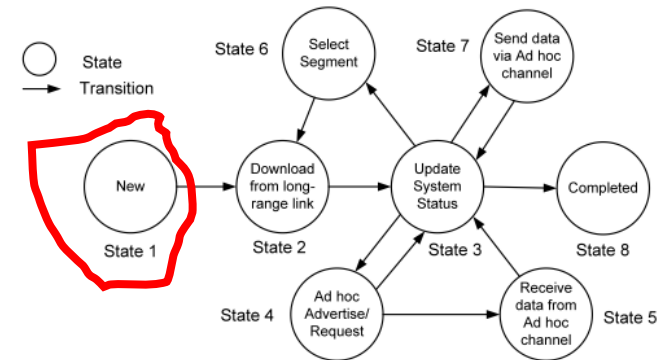 State
Transition
State 6
Select
Segment
State 7
Send data
via Ad hoc
channel
New
State 1
Download
from long-
range link
State 2
Update
System
Status
State 3
Completed
State 8
State 4
Ad hoc
Advertise/
Request
Receive
data from
Ad hoc
channel
State 5